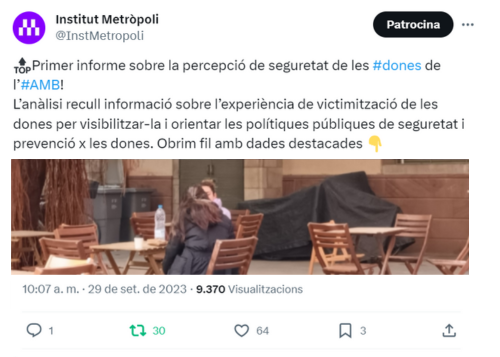 Institut Metròpoli
@InstMetropoli
Patrocina
🔝Primer informe sobre la percepció de seguretat de les #dones de
l'#AMB!
L'anàlisi recull informació sobre l'experiència de victimització de les
dones per visibilitzar-la i orientar les polítiques públiques de seguretat i
prevenció x les dones. Obrim fil amb dades destacades 👇
10:07 a. m. · 29 de set. de 2023 · 9.370 Visualitzacions
1 30 64 3